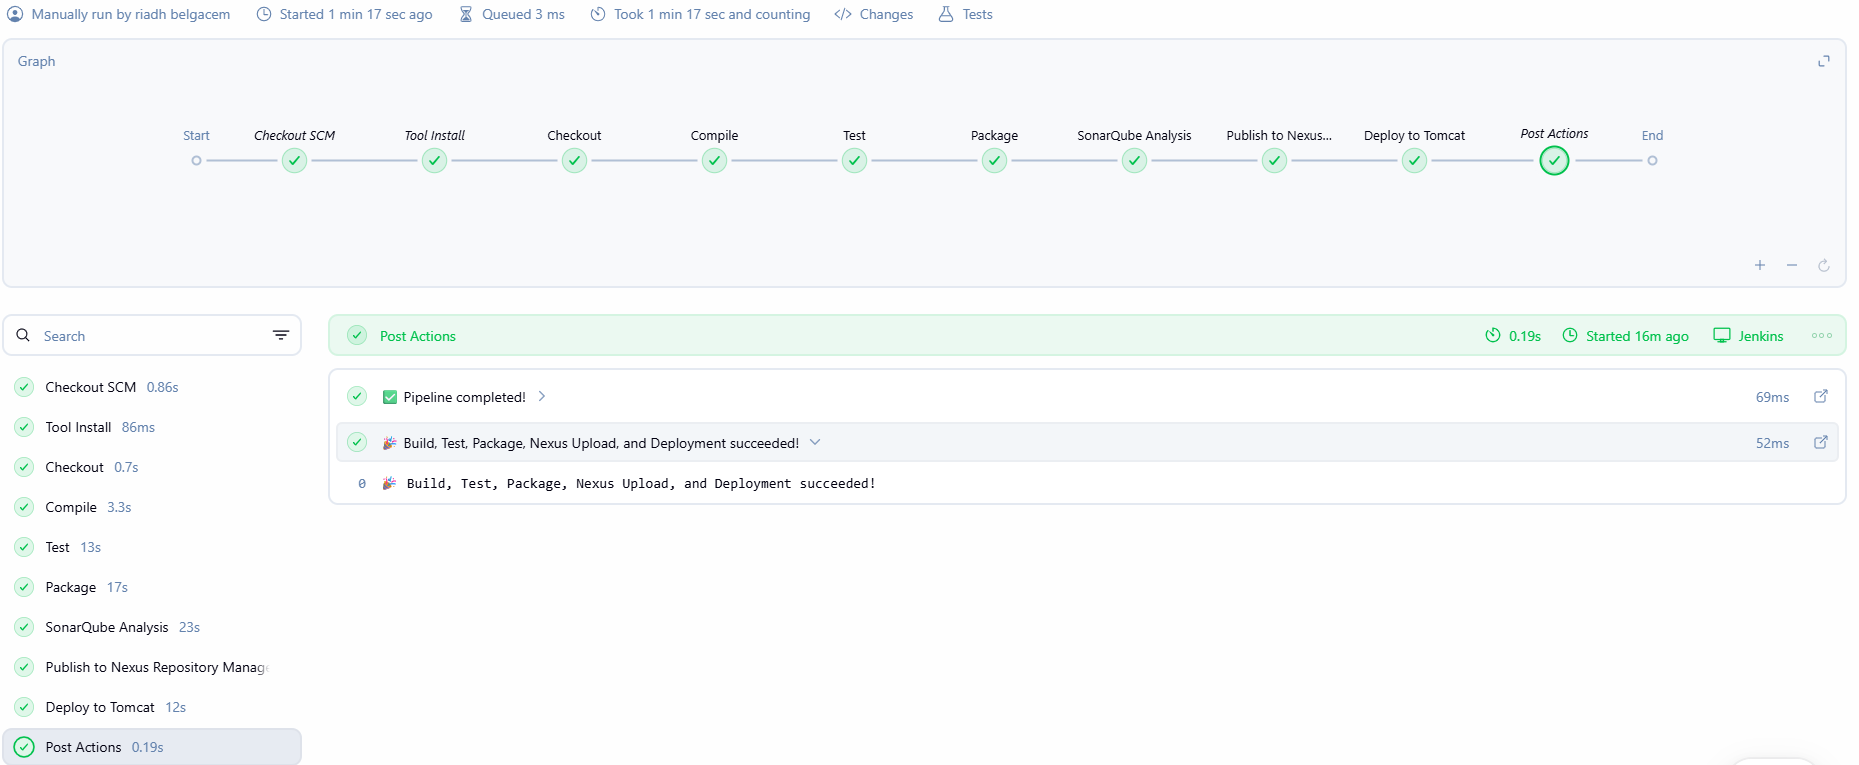 Manually run by riadh belgacem Started 1 min 17 sec ago Queued 3 ms Took 1 min 17 sec and counting Changes Tests
Graph
Start Checkout SCM Tool Install Checkout Compile Test Package SonarQube Analysis Publish to Nexus... Deploy to Tomcat Post Actions End
Search
Post Actions 0.19s Started 16m ago Jenkins
Checkout SCM 0.86s
Tool Install 86ms
Checkout 0.7s
Compile 3.3s
Test 13s
Package 17s
SonarQube Analysis 23s
Publish to Nexus Repository Manage
Deploy to Tomcat 12s
Post Actions 0.19s
✅ Pipeline completed! 69ms
🎉 Build, Test, Package, Nexus Upload, and Deployment succeeded! 52ms
0 🎉 Build, Test, Package, Nexus Upload, and Deployment succeeded!